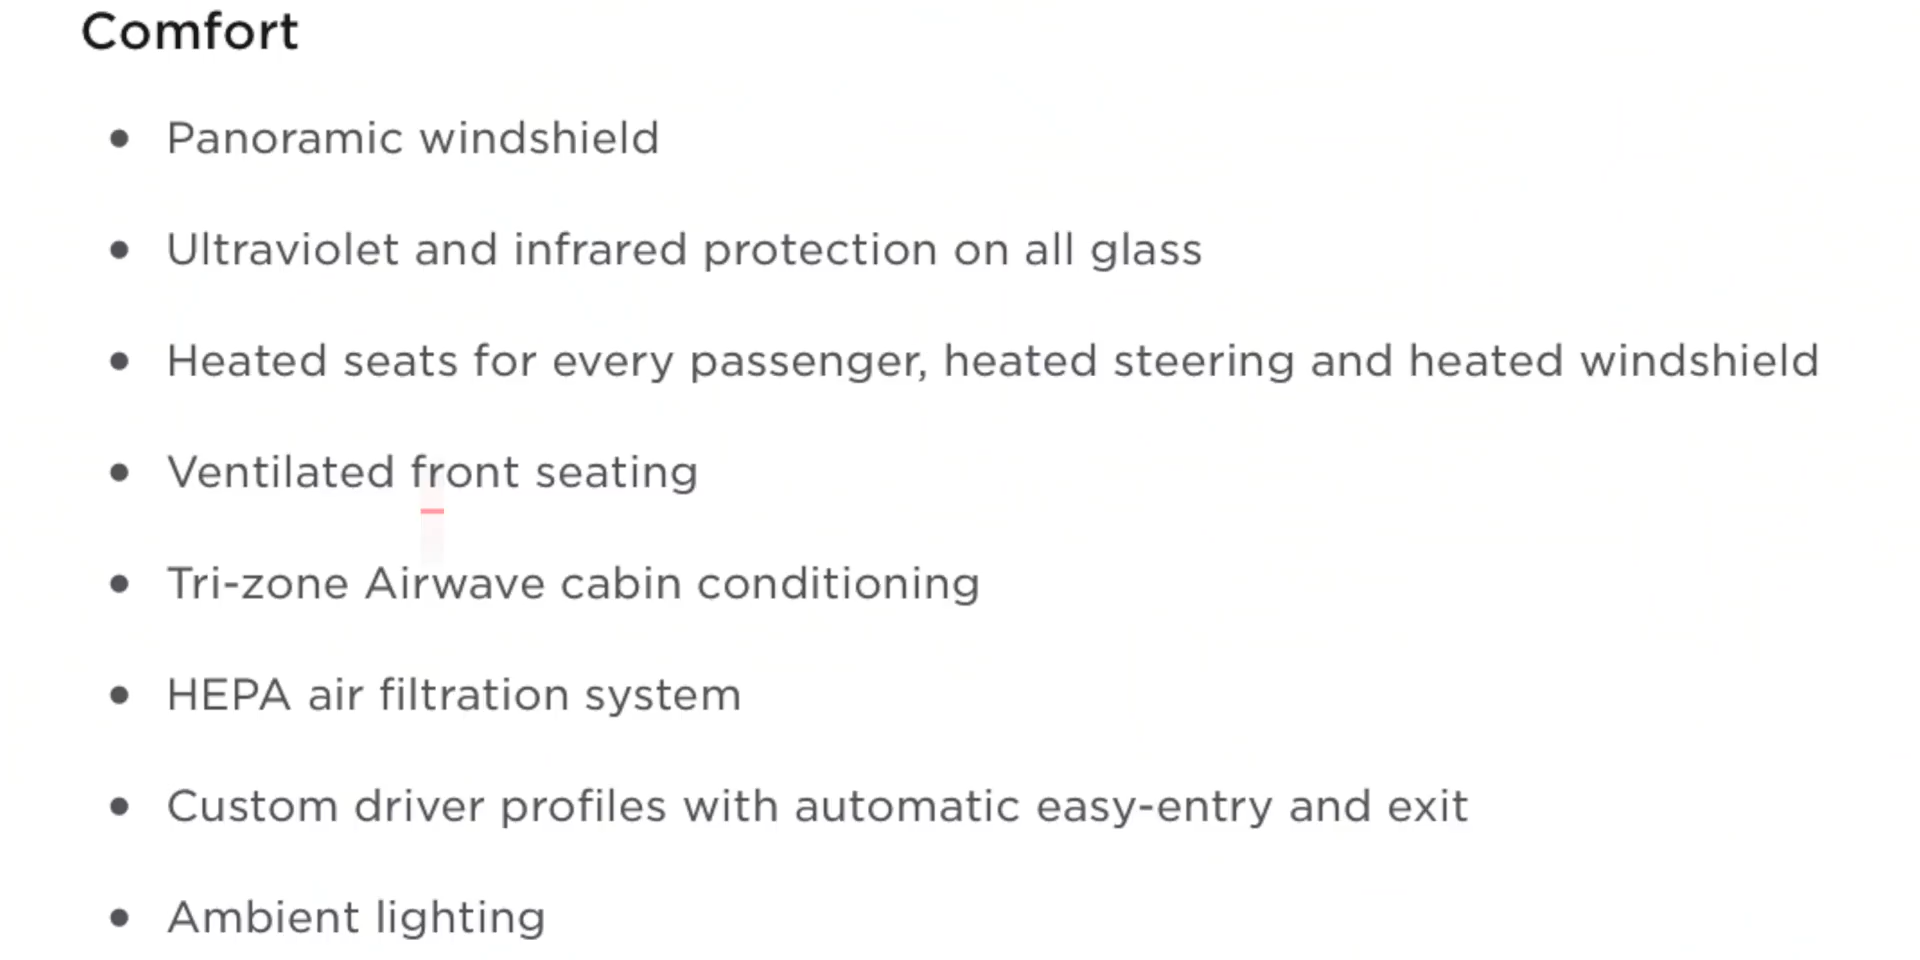 Comfort
• Panoramic windshield
• Ultraviolet and infrared protection on all glass
• Heated seats for every passenger, heated steering and heated windshield
• Ventilated front seating
• Tri-zone Airwave cabin conditioning
• HEPA air filtration system
• Custom driver profiles with automatic easy-entry and exit
• Ambient lighting